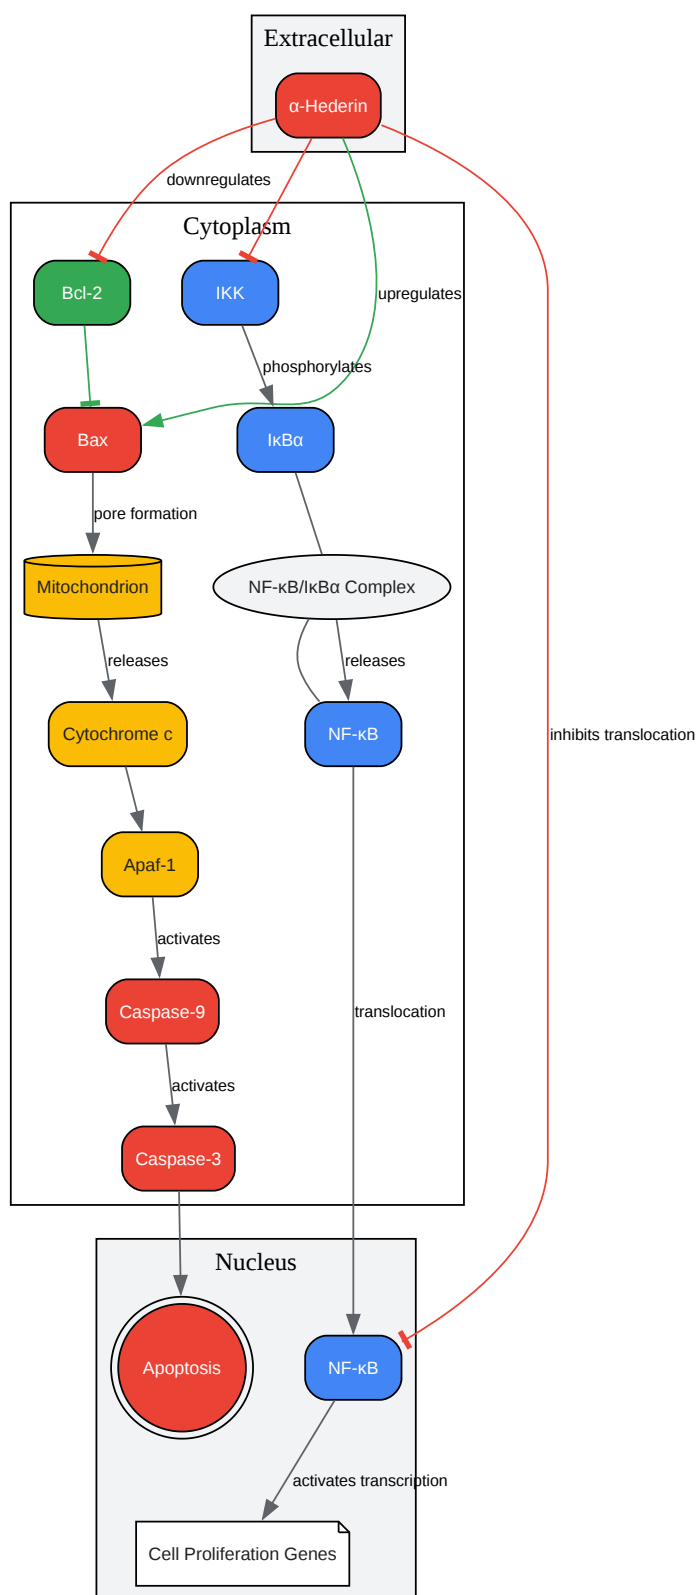 Extracellular
α-Hederin
downregulates
Cytoplasm
Bcl-2
IKK
upregulates
phosphorylates
Bax
IκBα
pore formation
Mitochondrion
NF-κB/IκBα Complex
releases
releases
Cytochrome c
NF-κB
inhibits translocation
Apaf-1
activates
Caspase-9
translocation
activates
Caspase-3
Nucleus
Apoptosis
NF-κB
activates transcription
Cell Proliferation Genes